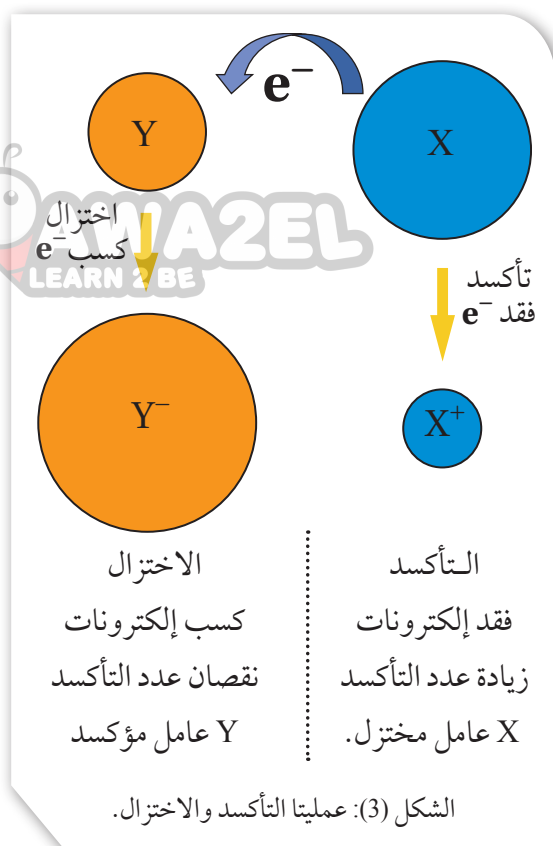 e⁻
X
Y
AWA2EL
LEARN 2 BE
تأكسد
فقد e⁻
اختزال
كسب e⁻
X⁺
Y⁻
التأكسد
فقد إلكترونات
زيادة عدد التأكسد
X عامل مختزل.
الاختزال
كسب إلكترونات
نقصان عدد التأكسد
Y عامل مؤكسد
الشكل (3): عمليتا التأكسد والاختزال.